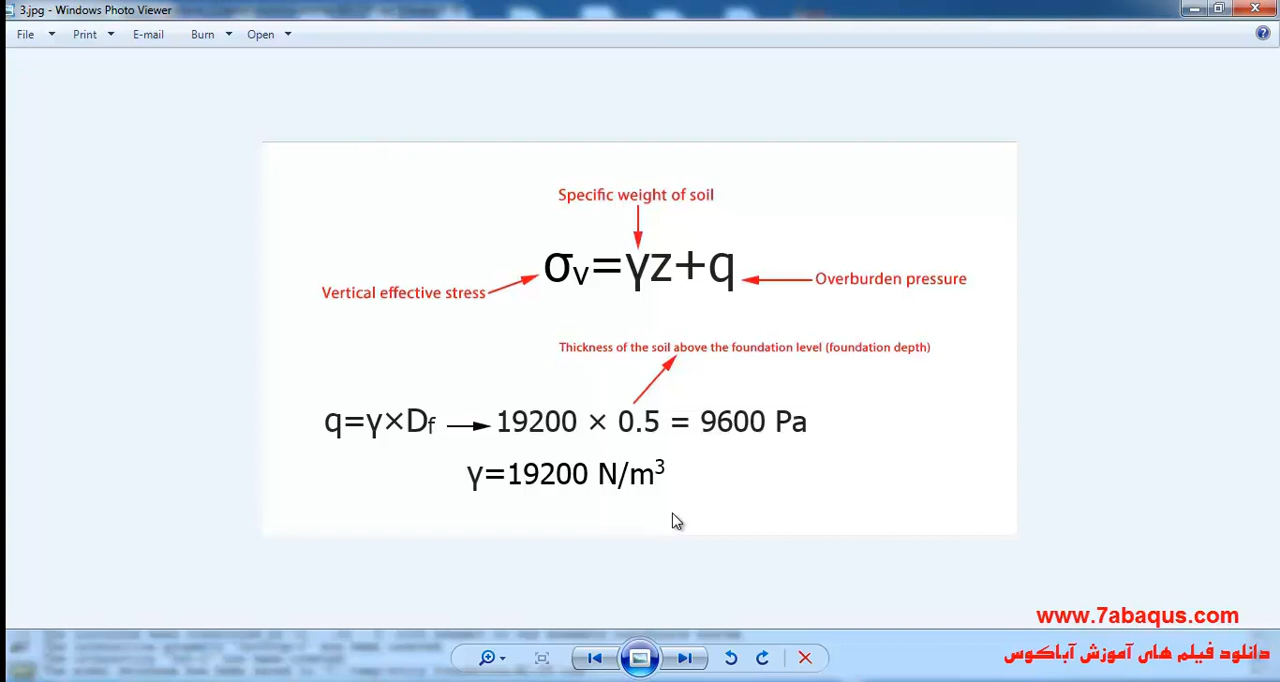 3.jpg - Windows Photo Viewer
File Print E-mail Burn Open
Specific weight of soil
σv=γz+q
Overburden pressure
Vertical effective stress
Thickness of the soil above the foundation level (foundation depth)
q=γ×Df 19200 × 0.5 = 9600 Pa
γ=19200 N/m³
www.7abaqus.com
دانلود فیلم های آموزش آباکوس